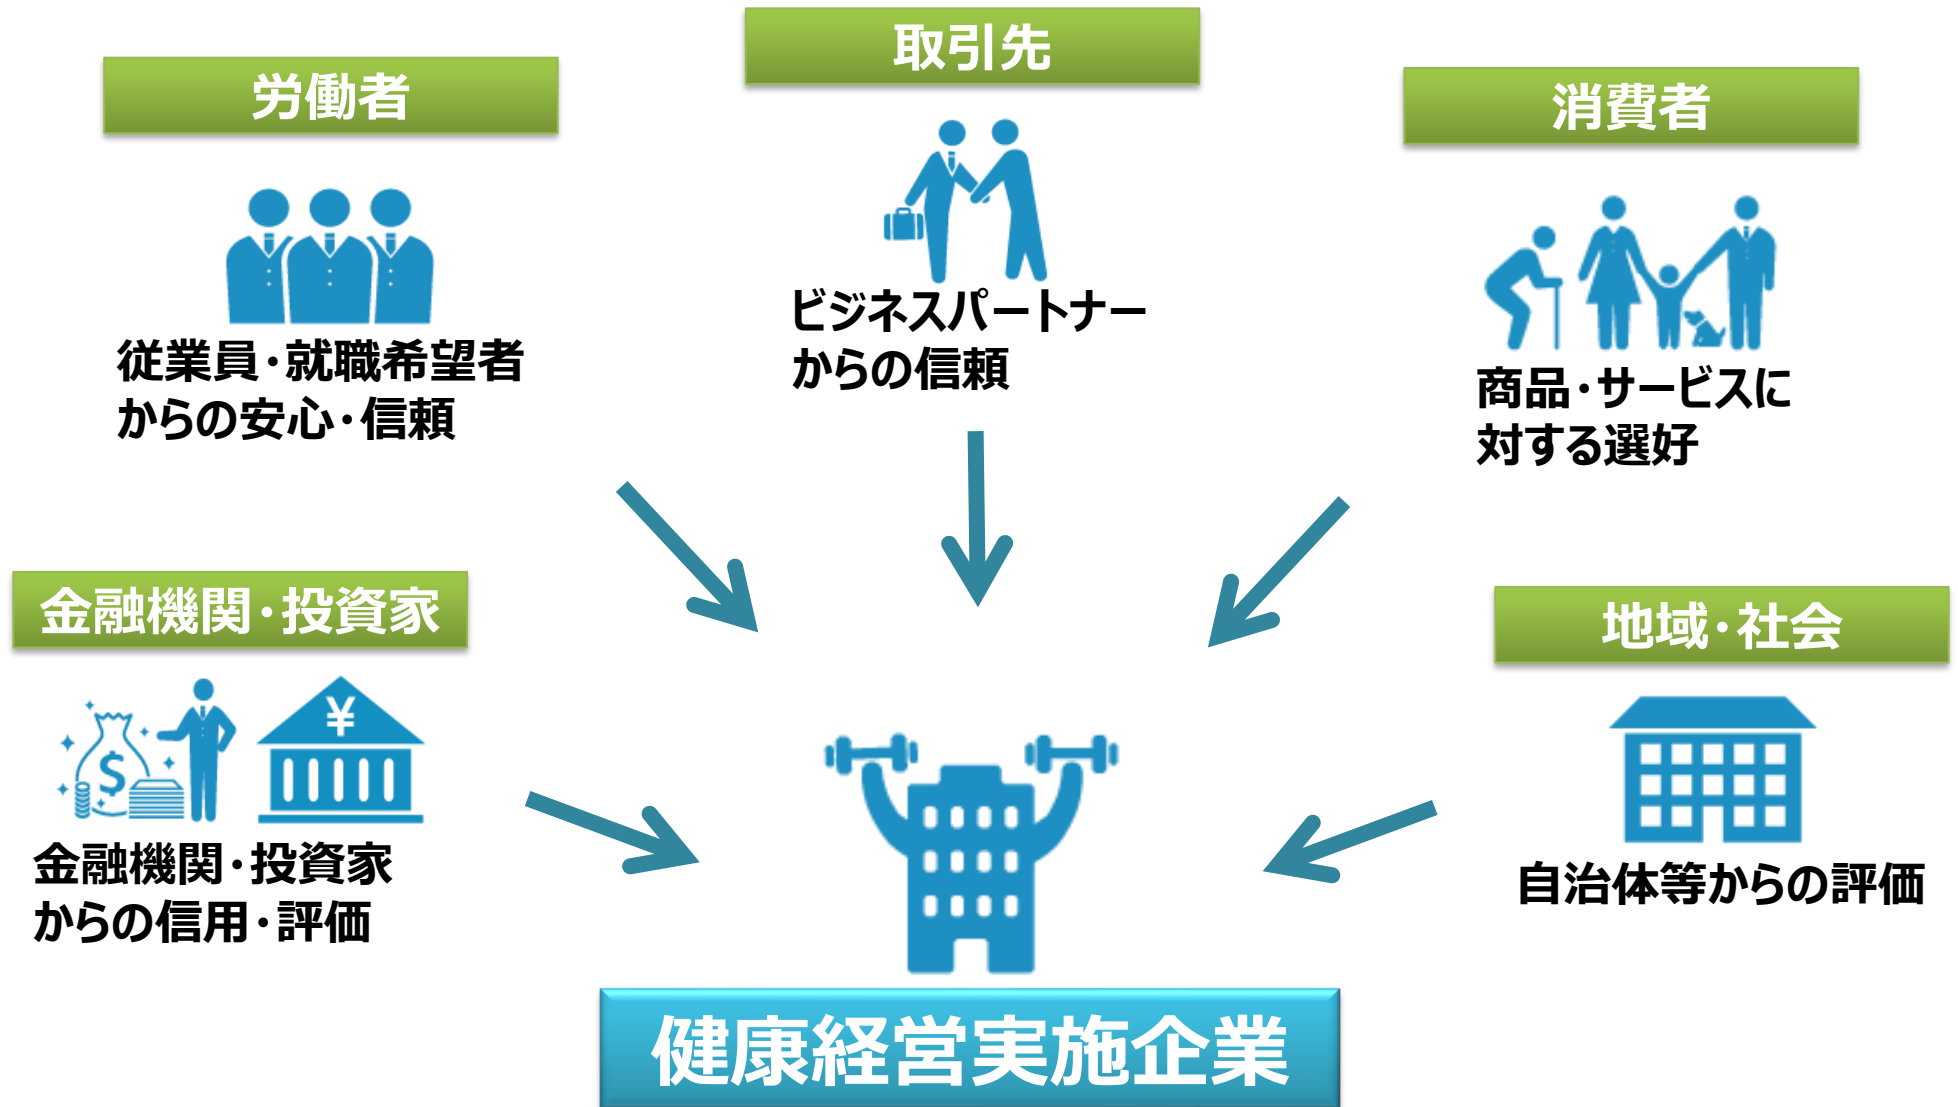 取引先
労働者
消費者
ビジネスパートナー
からの信頼
従業員・就職希望者
からの安心・信頼
商品・サービスに
対する選好
金融機関・投資家
地域・社会
¥
$
金融機関・投資家
からの信用・評価
自治体等からの評価
健康経営実施企業